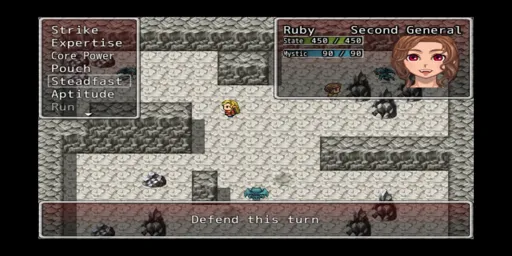 Strike
Expertise
Core Power
Pouch
Steadfast
Aptitude
Run
Ruby Second General
State 450 // 450
Mystic 90 // 90
Defend this turn